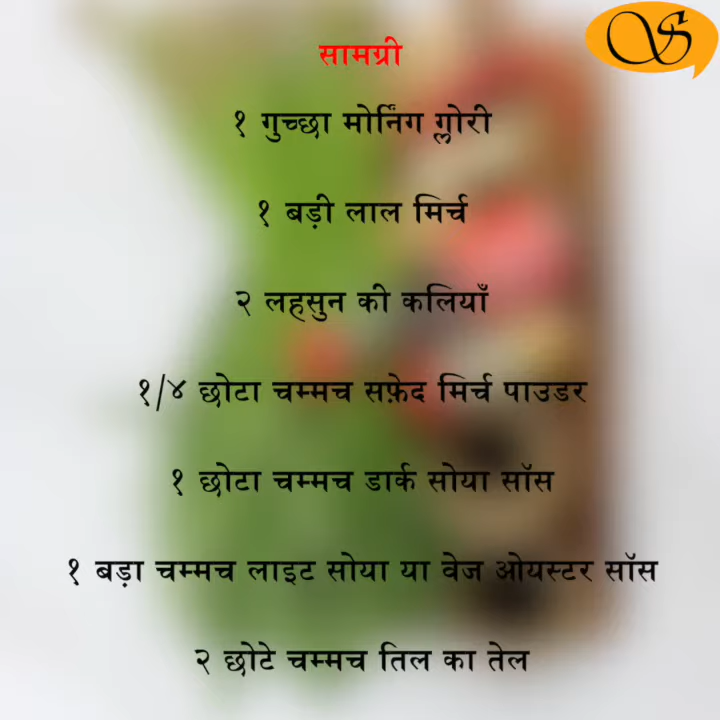 सामग्री
१ गुच्छा मोर्निंग ग्लोरी
१ बड़ी लाल मिर्च
२ लहसुन की कलियाँ
१/४ छोटा चम्मच सफ़ेद मिर्च पाउडर
१ छोटा चम्मच डार्क सोया सॉस
१ बड़ा चम्मच लाइट सोया या वेज ओयस्टर सॉस
२ छोटे चम्मच तिल का तेल